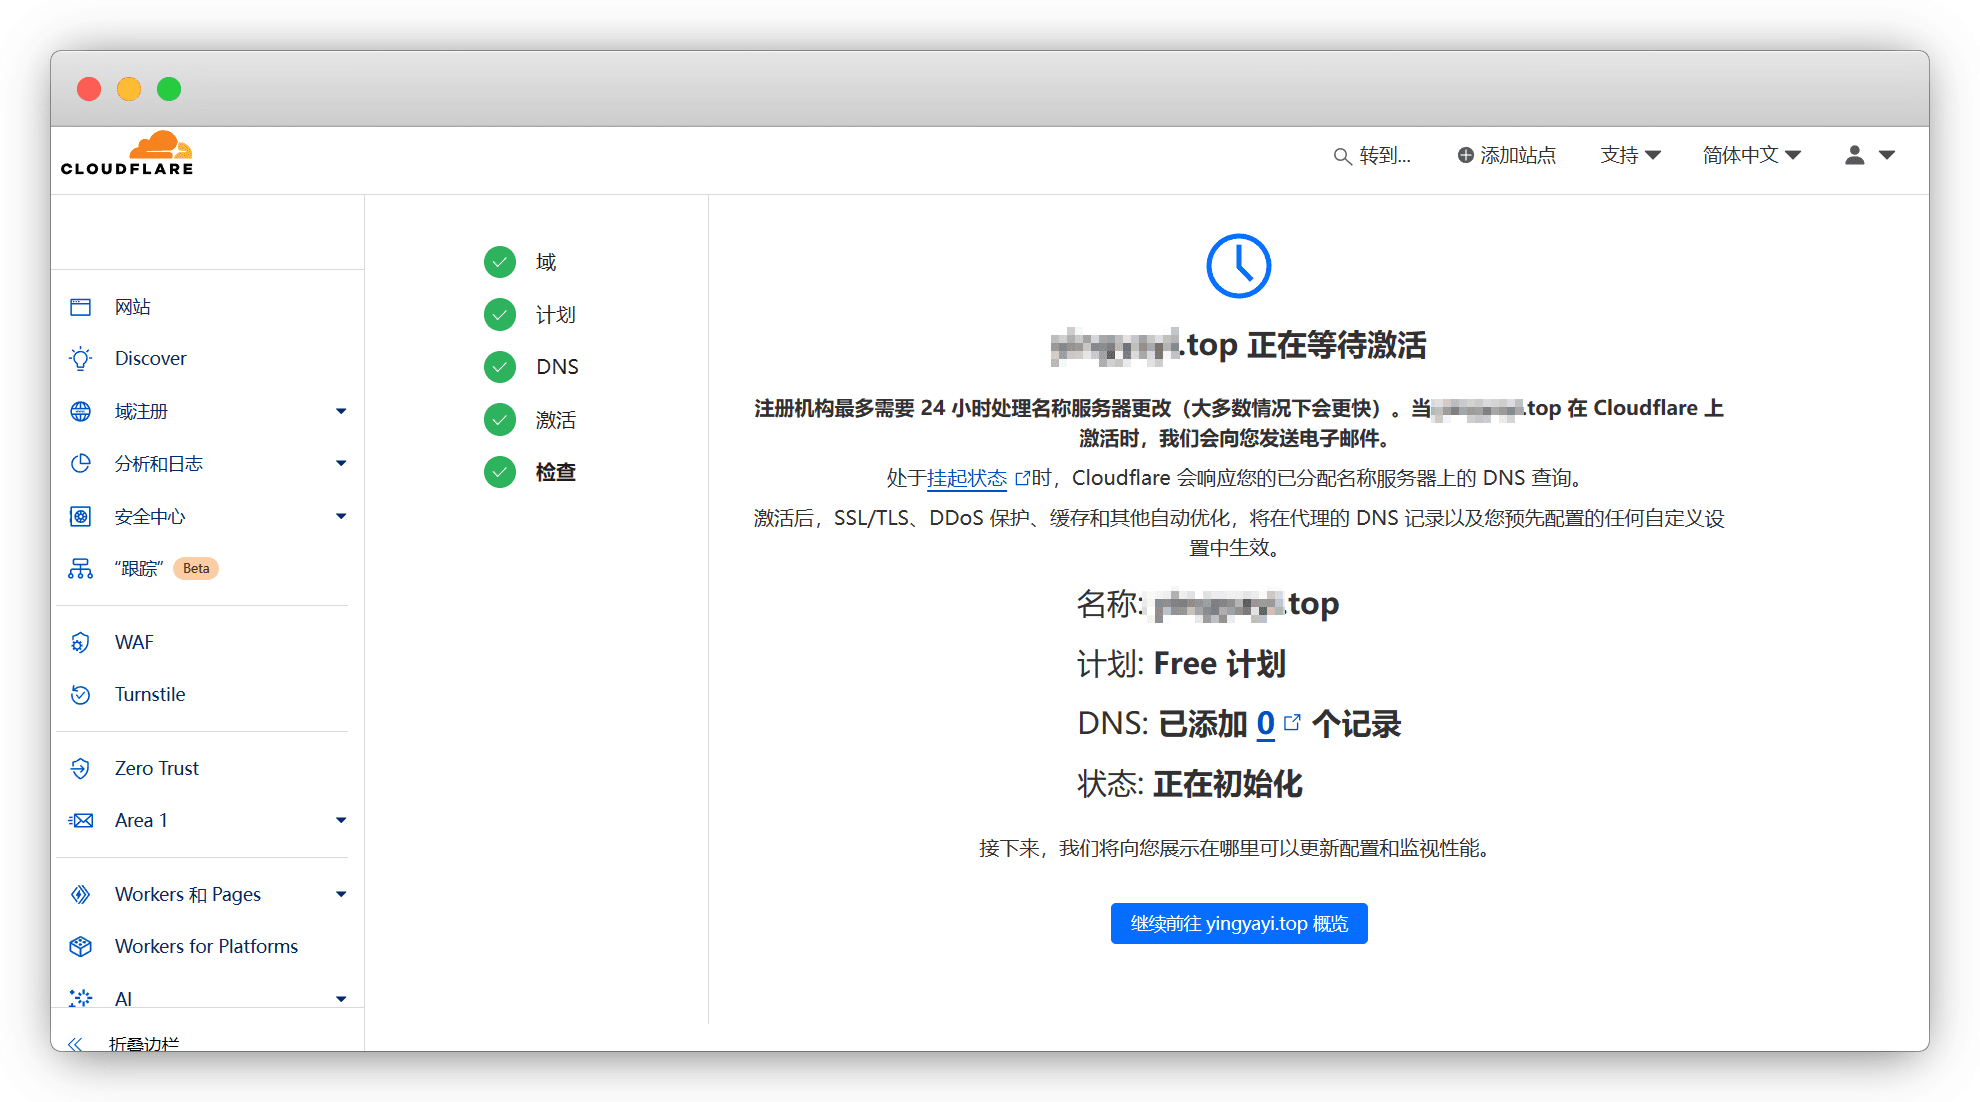 CLOUDFLARE
转到...
添加站点
支持
简体中文
网站
Discover
域注册
分析和日志
安全中心
“跟踪” Beta
WAF
Turnstile
Zero Trust
Area 1
Workers 和 Pages
Workers for Platforms
AI
折叠边栏
域
计划
DNS
激活
检查
.top 正在等待激活
注册机构最多需要 24 小时处理名称服务器更改（大多数情况下会更快）。当 .top 在 Cloudflare 上
激活时，我们会向您发送电子邮件。
处于挂起状态时，Cloudflare 会响应您的已分配名称服务器上的 DNS 查询。
激活后，SSL/TLS、DDoS 保护、缓存和其他自动优化，将在代理的 DNS 记录以及您预先配置的任何自定义设
置中生效。
名称: .top
计划: Free 计划
DNS: 已添加 0 个记录
状态: 正在初始化
接下来，我们将向您展示在哪里可以更新配置和监视性能。
继续前往 yingyayi.top 概览